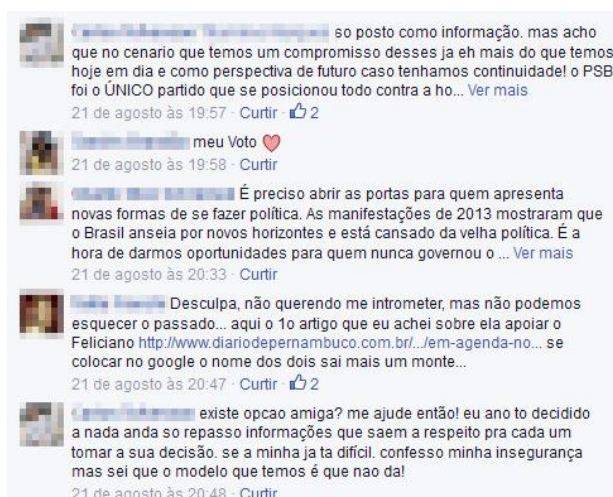 so posto como informação. mas acho
que no cenario que temos um compromisso desses ja eh mais do que temos
hoje em dia e como perspectiva de futuro caso tenhamos continuidade! o PSB
foi o ÚNICO partido que se posicionou todo contra a ho... Ver mais
21 de agosto às 19:57 · Curtir · 2
meu Voto
21 de agosto às 19:58 · Curtir
É preciso abrir as portas para quem apresenta
novas formas de se fazer política. As manifestações de 2013 mostraram que
o Brasil anseia por novos horizontes e está cansado da velha política. É a
hora de darmos oportunidades para quem nunca governou o ... Ver mais
21 de agosto às 20:33 · Curtir
Desculpa, não querendo me intrometer, mas não podemos
esquecer o passado... aqui o 1o artigo que eu achei sobre ela apoiar o
Feliciano http://www.diariodepernambuco.com.br/.../em-agenda-no... se
colocar no google o nome dos dois sai mais um monte...
21 de agosto às 20:47 · Curtir · 2
existe opcao amiga? me ajude então! eu ano to decidido
a nada anda so repasso informações que saem a respeito pra cada um
tomar a sua decisão. se a minha ja ta difícil. confesso minha insegurança
mas sei que o modelo que temos é que nao da!
21 de agosto às 20:48 · Curtir